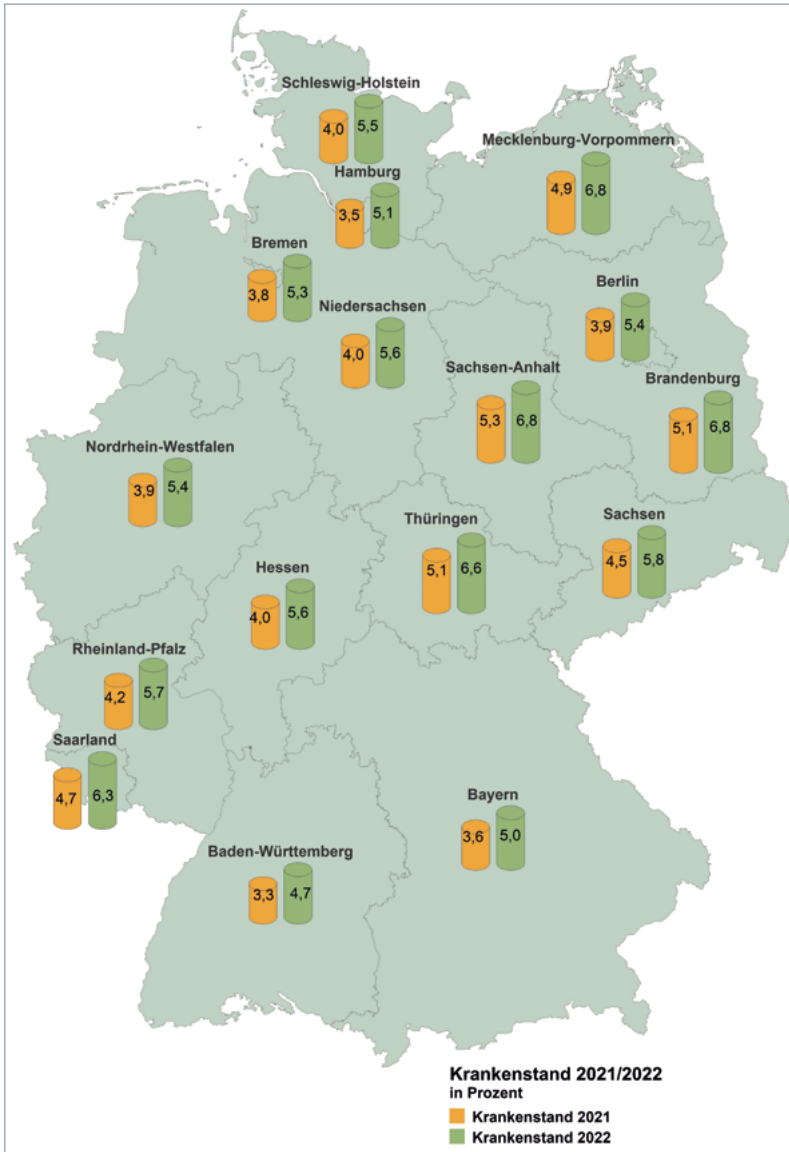 Schleswig-Holstein
4,0 5,5
Mecklenburg-Vorpommern
4,9 6,8
Hamburg
3,5 5,1
Bremen
3,8 5,3
Berlin
3,9 5,4
Niedersachsen
4,0 5,6
Sachsen-Anhalt
5,3 6,8
Brandenburg
5,1 6,8
Nordrhein-Westfalen
3,9 5,4
Thüringen
5,1 6,6
Sachsen
4,5 5,8
Hessen
4,0 5,6
Rheinland-Pfalz
4,2 5,7
Saarland
4,7 6,3
Bayern
3,6 5,0
Baden-Württemberg
3,3 4,7
Krankenstand 2021/2022
in Prozent
Krankenstand 2021
Krankenstand 2022